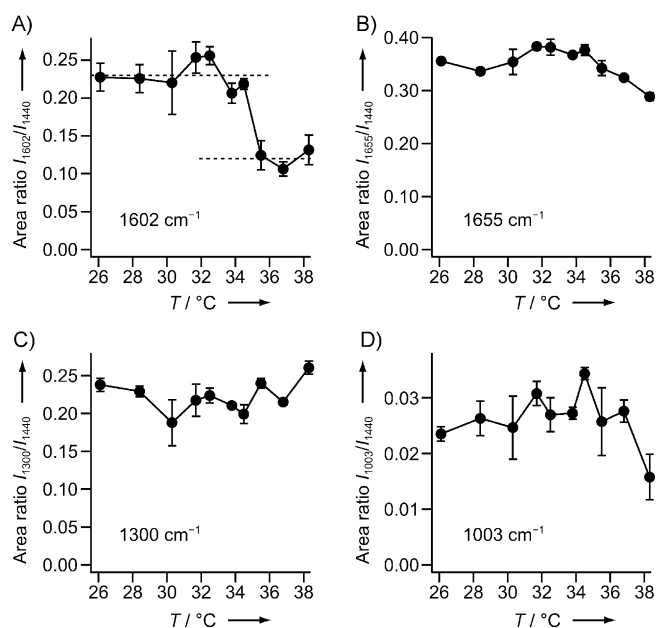 A)
0.25
0.20
0.15
0.10
0.05
0.00
Area ratio I₁₆₀₂/I₁₄₄₀
1602 cm⁻¹
26 28 30 32 34 36 38
T / °C
B)
0.40
0.30
0.20
0.10
0.00
Area ratio I₁₆₅₅/I₁₄₄₀
1655 cm⁻¹
26 28 30 32 34 36 38
T / °C
C)
0.25
0.20
0.15
0.10
0.05
0.00
Area ratio I₁₃₀₀/I₁₄₄₀
1300 cm⁻¹
26 28 30 32 34 36 38
T / °C
D)
0.03
0.02
0.01
0.00
Area ratio I₁₀₀₃/I₁₄₄₀
1003 cm⁻¹
26 28 30 32 34 36 38
T / °C